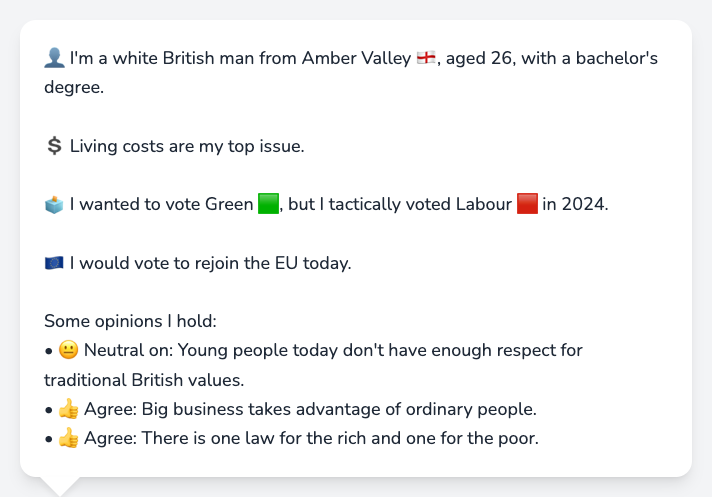 👤 I'm a white British man from Amber Valley 🏴󠁧󠁢󠁥󠁮󠁧󠁿, aged 26, with a bachelor's
degree.
💲 Living costs are my top issue.
🗳️ I wanted to vote Green 🟩, but I tactically voted Labour 🟥 in 2024.
🇪🇺 I would vote to rejoin the EU today.
Some opinions I hold:
• 😐 Neutral on: Young people today don't have enough respect for
traditional British values.
• 👍 Agree: Big business takes advantage of ordinary people.
• 👍 Agree: There is one law for the rich and one for the poor.